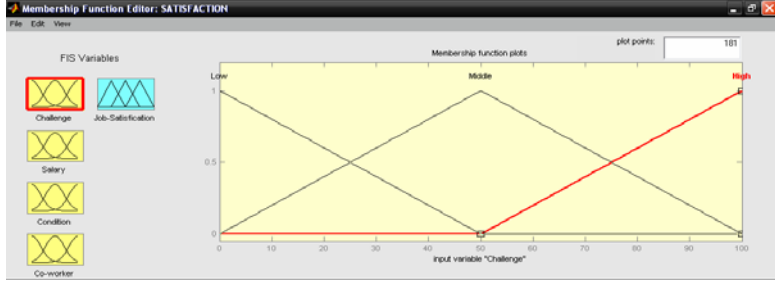 Membership Function Editor: SATISFACTION
File Edit View
FIS Variables
Challenge
Job-Satisfication
Salary
Condition
Co-worker
plot points:
181
Membership function plots
Low
Middle
High
1
0.5
0
0 10 20 30 40 50 60 70 80 90 100
input variable "Challenge"